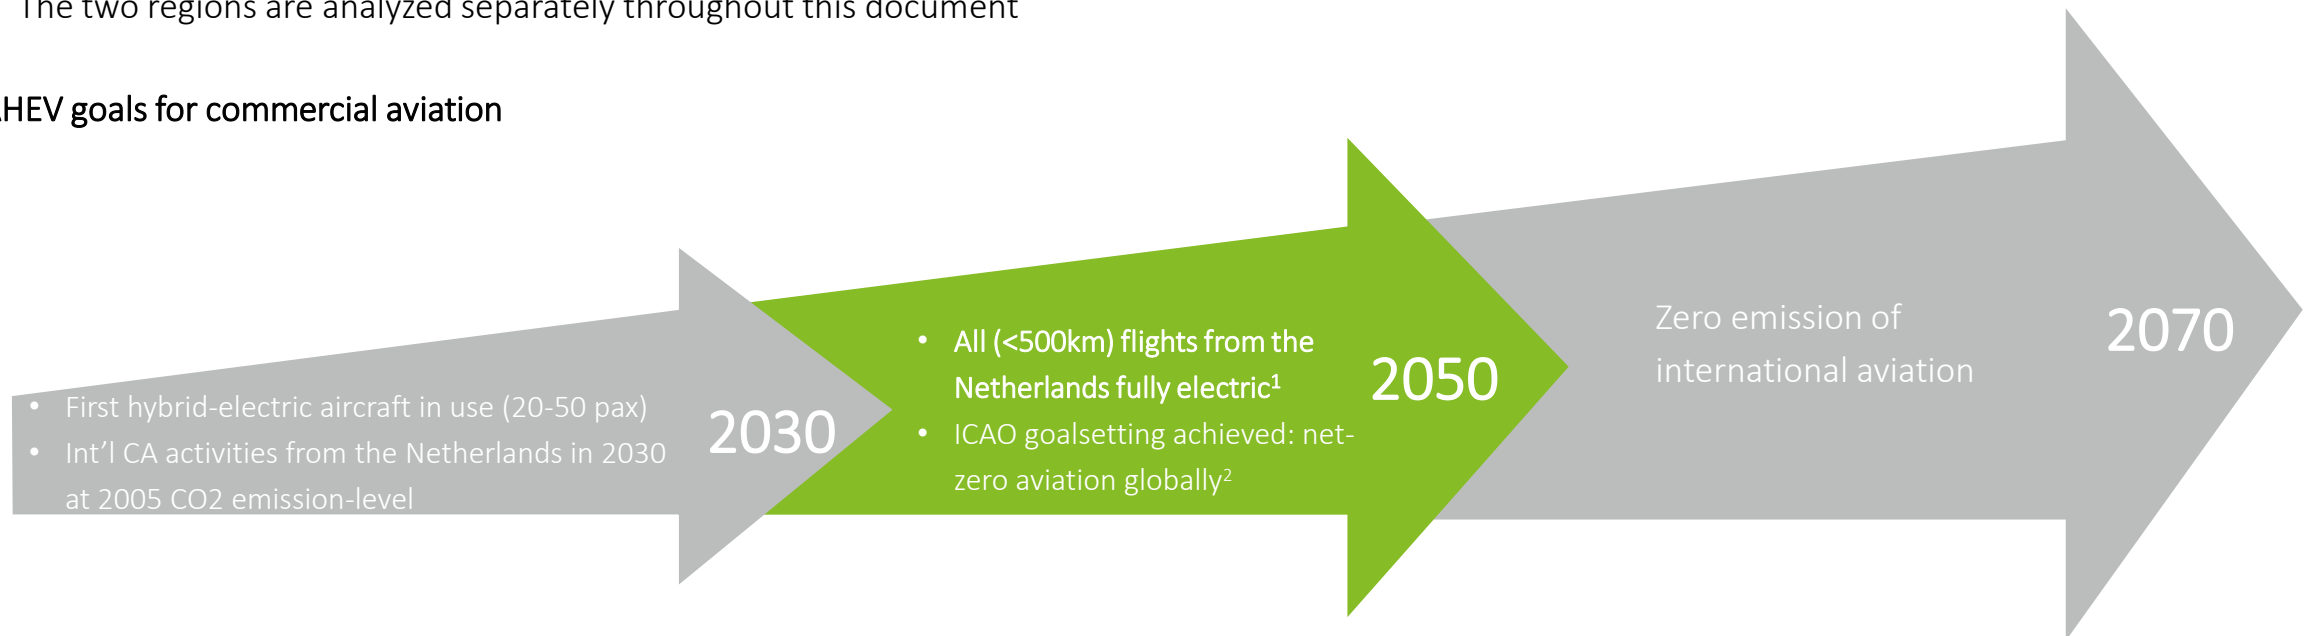 The two regions are analyzed separately throughout this document
HEV goals for commercial aviation
• First hybrid-electric aircraft in use (20-50 pax)
• Int’l CA activities from the Netherlands in 2030
at 2005 CO2 emission-level
2030
• All (<500km) flights from the
Netherlands fully electric¹
• ICAO goalsetting achieved: net-
zero aviation globally²
2050
Zero emission of
international aviation
2070